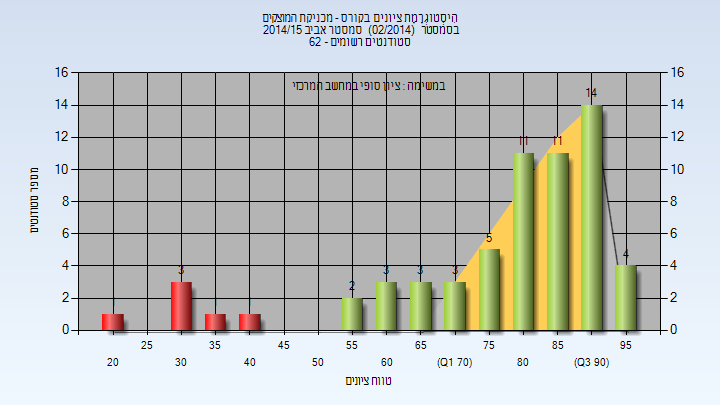 היסטוגרמת ציונים בקורס - מכניקת המוצקים
בסמסטר (02/2014) סמסטר אביב 2014/15
סטודנטים רשומים - 62
במשימה : ציון סופי במחשב המרכזי
מספר סטודנטים
16 16
14 14
12 12
10 10
8 8
6 6
4 4
2 2
0 0
1 3 1 1 2 3 3 3 5 11 11 14 4
25 35 45 55 65 75 85 95
20 30 40 50 60 (Q1 70) 80 (Q3 90)
טווח ציונים